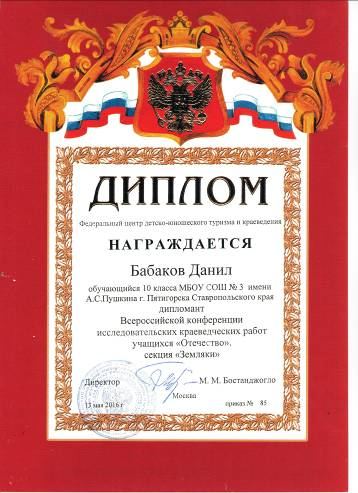 ДИПЛОМ
Федеральный центр детско-юношеского туризма и краеведения
НАГРАЖДАЕТСЯ
Бабаков Данил
обучающийся 10 класса МБОУ СОШ № 3 имени
А.С.Пушкина г. Пятигорска Ставропольского края
дипломант
Всероссийской конференции
исследовательских краеведческих работ
учащихся «Отечество»,
секция «Земляки»
Директор М. М. Бостанджогло
Москва
13 мая 2016 г приказ № 85